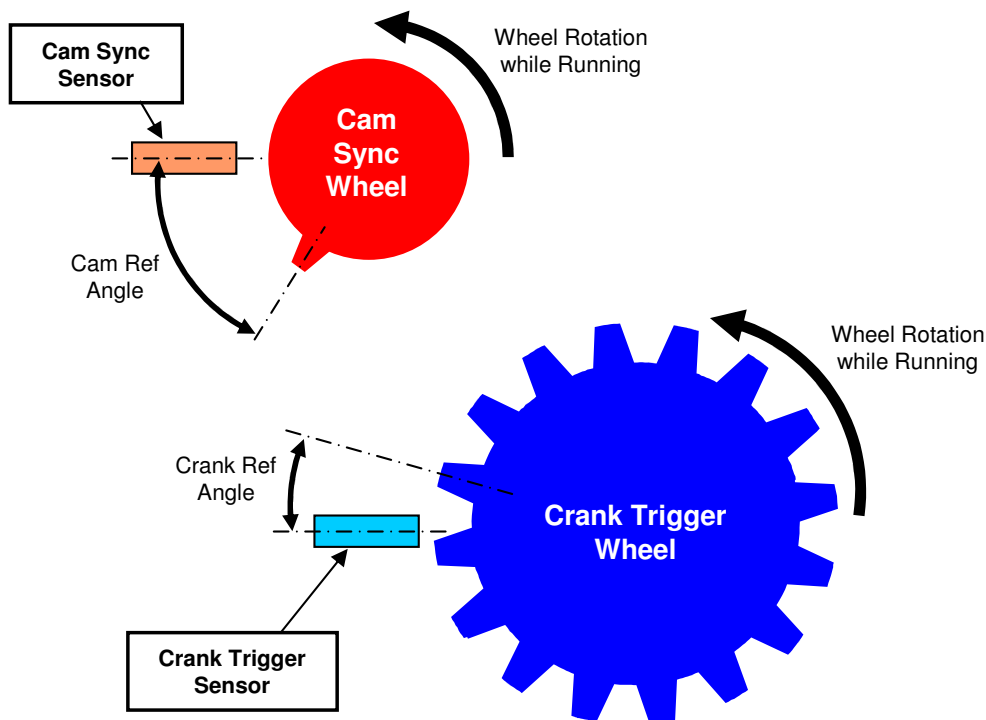 Cam Sync
Sensor
Wheel Rotation
while Running
Cam
Sync
Wheel
Cam Ref
Angle
Wheel Rotation
while Running
Crank Ref
Angle
Crank Trigger
Wheel
Crank Trigger
Sensor